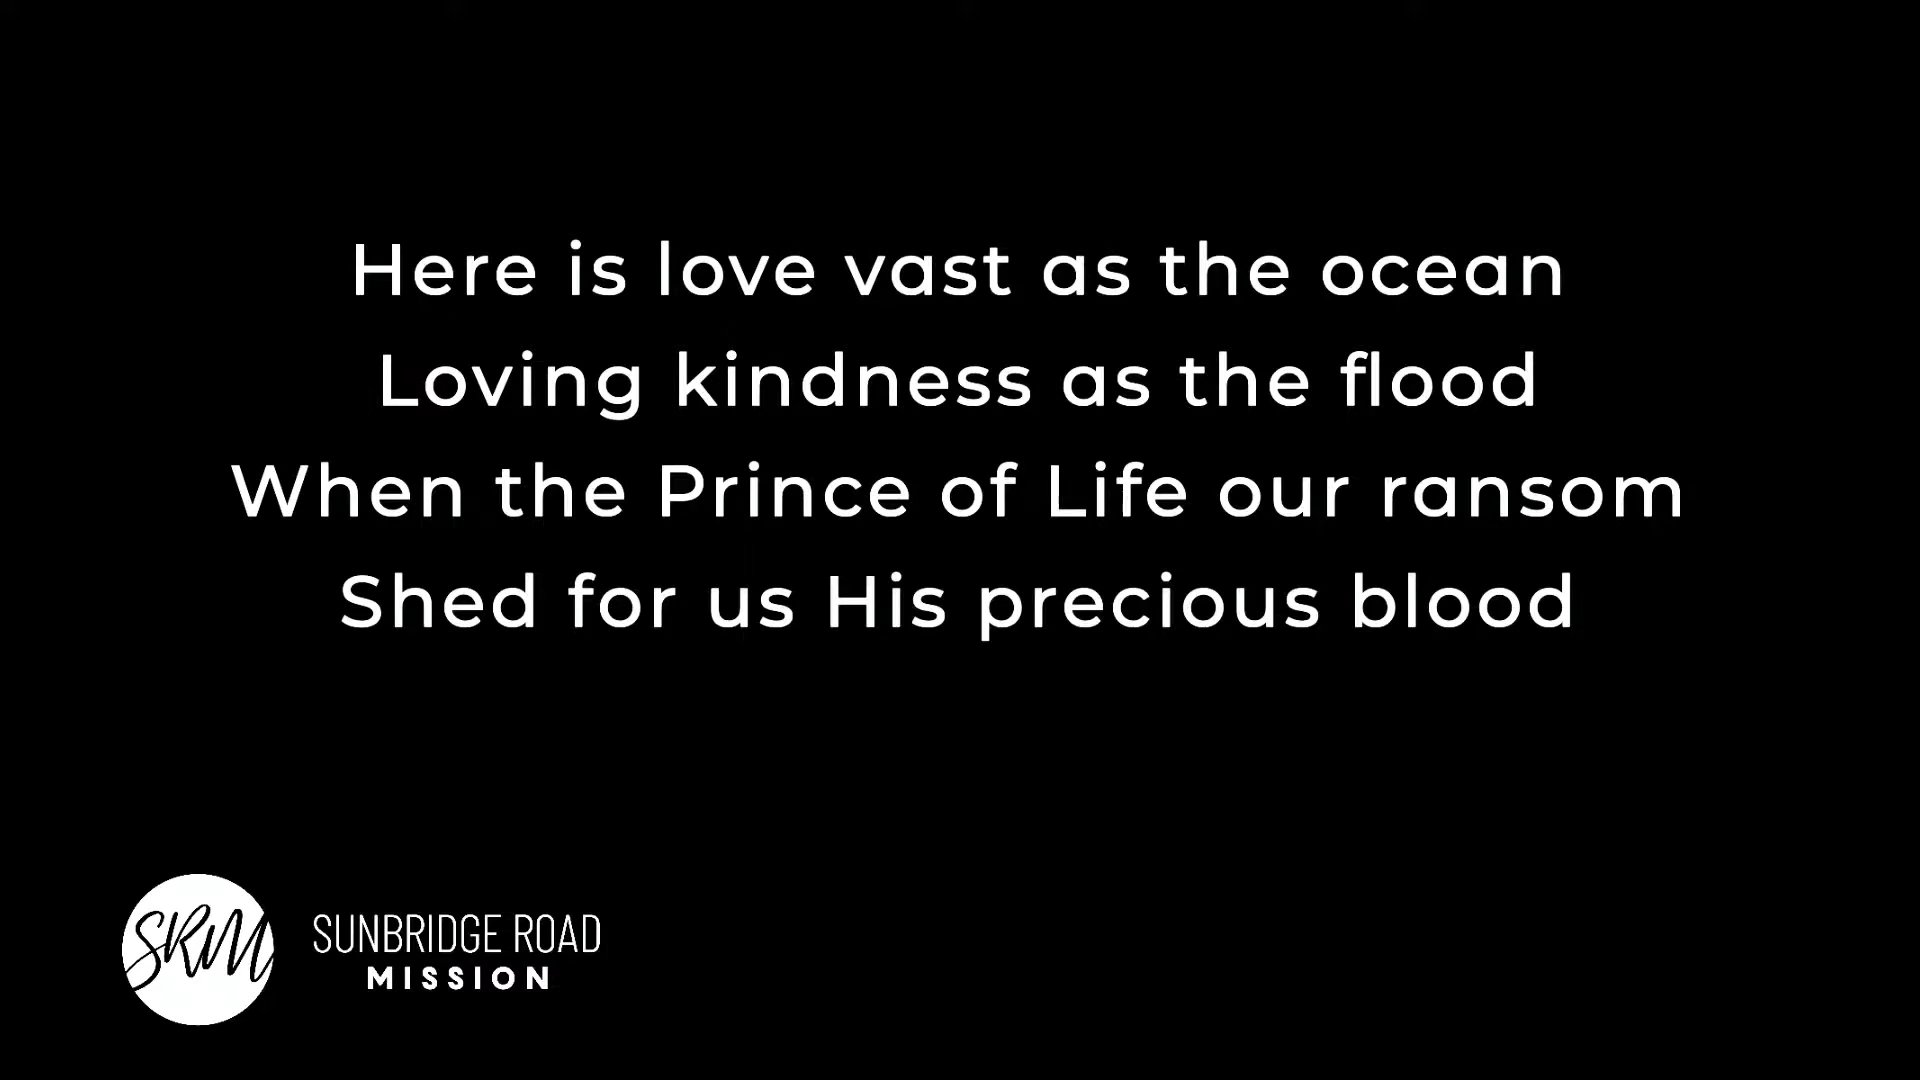 Here is love vast as the ocean
Loving kindness as the flood
When the Prince of Life our ransom
Shed for us His precious blood
SRM
SUNBRIDGE ROAD
MISSION